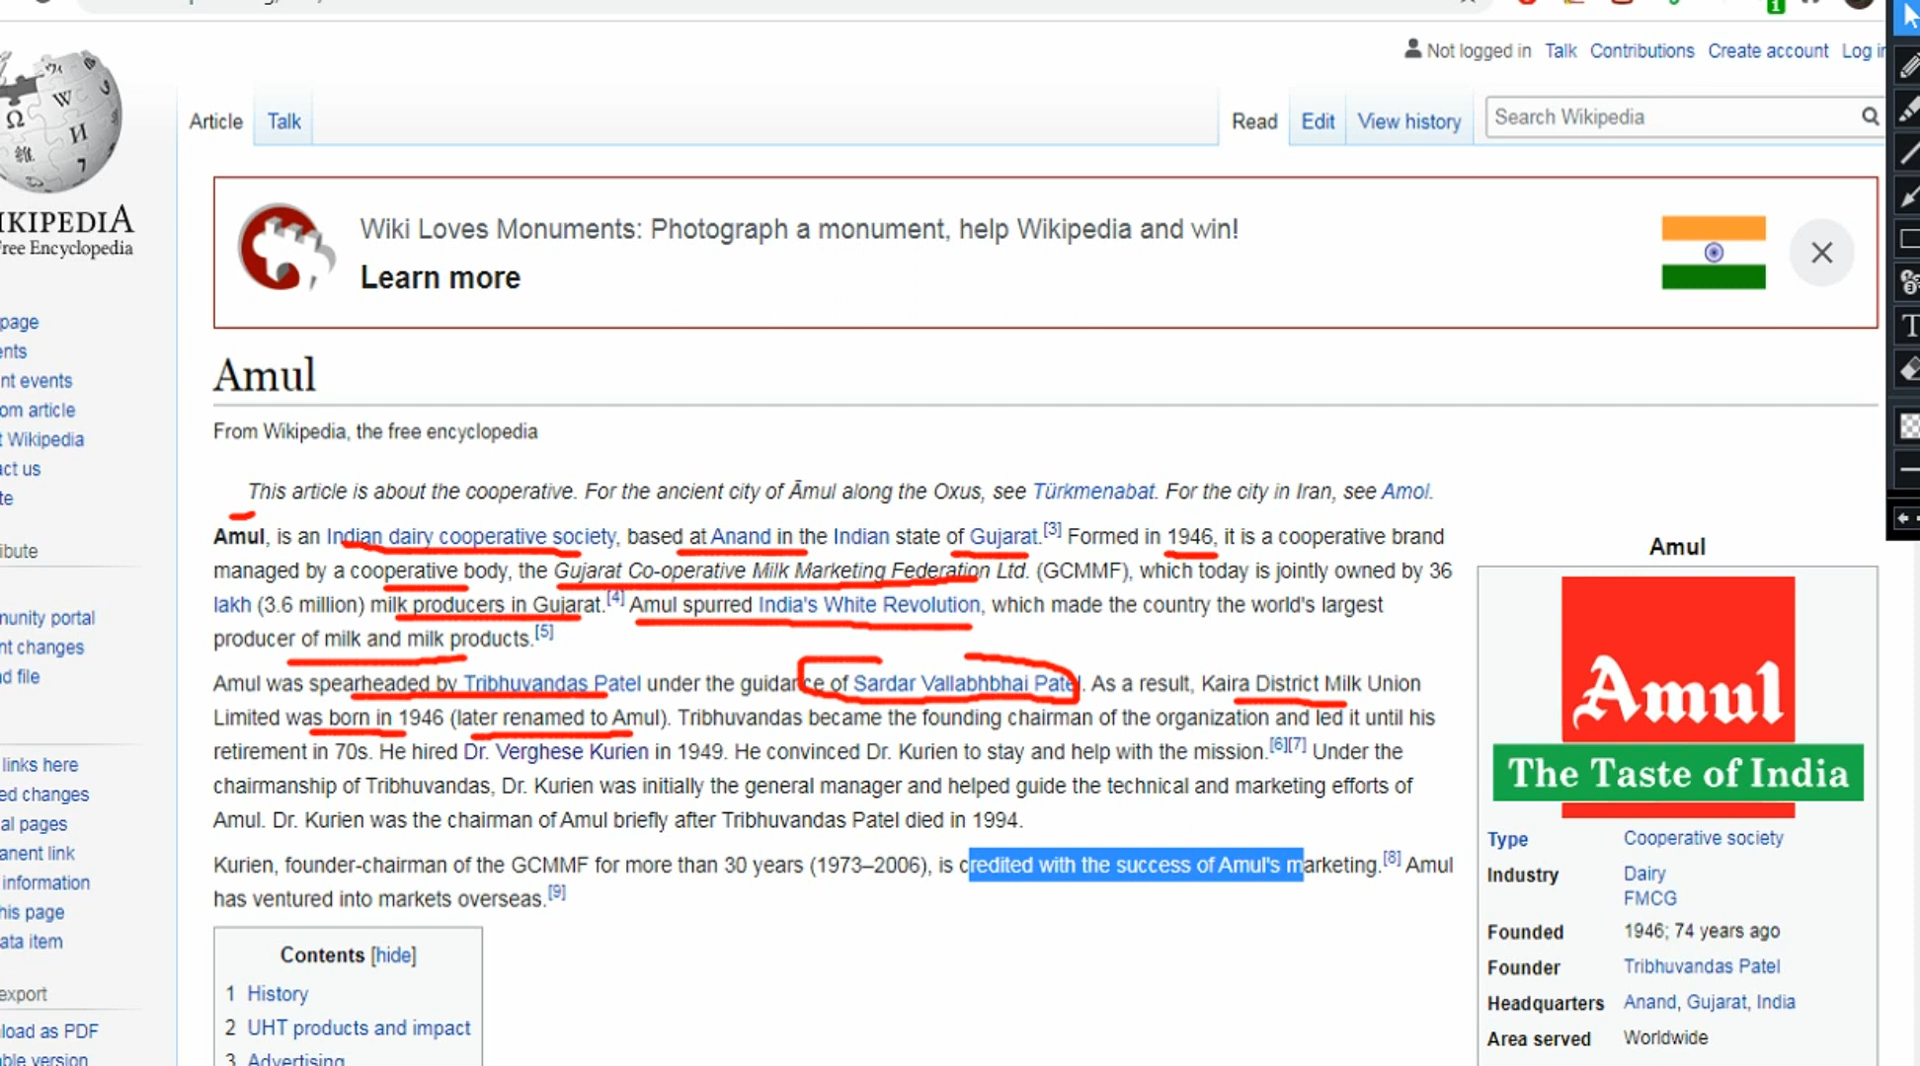 Not logged in Talk Contributions Create account Log in
Article Talk Read Edit View history Search Wikipedia
IKIPEDIA
Free Encyclopedia
Wiki Loves Monuments: Photograph a monument, help Wikipedia and win!
Learn more
page
ents
nt events
om article
t Wikipedia
act us
te
ibute
munity portal
nt changes
d file
links here
ed changes
al pages
anent link
information
his page
ata item
export
load as PDF
able version
Amul
From Wikipedia, the free encyclopedia
This article is about the cooperative. For the ancient city of Āmul along the Oxus, see Türkmenabat. For the city in Iran, see Amol.
Amul, is an Indian dairy cooperative society, based at Anand in the Indian state of Gujarat.[3] Formed in 1946, it is a cooperative brand
managed by a cooperative body, the Gujarat Co-operative Milk Marketing Federation Ltd. (GCMMF), which today is jointly owned by 36
lakh (3.6 million) milk producers in Gujarat.[4] Amul spurred India's White Revolution, which made the country the world's largest
producer of milk and milk products.[5]
Amul was spearheaded by Tribhuvandas Patel under the guidance of Sardar Vallabhbhai Patel. As a result, Kaira District Milk Union
Limited was born in 1946 (later renamed to Amul). Tribhuvandas became the founding chairman of the organization and led it until his
retirement in 70s. He hired Dr. Verghese Kurien in 1949. He convinced Dr. Kurien to stay and help with the mission.[6][7] Under the
chairmanship of Tribhuvandas, Dr. Kurien was initially the general manager and helped guide the technical and marketing efforts of
Amul. Dr. Kurien was the chairman of Amul briefly after Tribhuvandas Patel died in 1994.
Kurien, founder-chairman of the GCMMF for more than 30 years (1973–2006), is credited with the success of Amul's marketing.[8] Amul
has ventured into markets overseas.[9]
Contents [hide]
1 History
2 UHT products and impact
3 Advertising
Amul
Amul
The Taste of India
Type Cooperative society
Industry Dairy
FMCG
Founded 1946; 74 years ago
Founder Tribhuvandas Patel
Headquarters Anand, Gujarat, India
Area served Worldwide